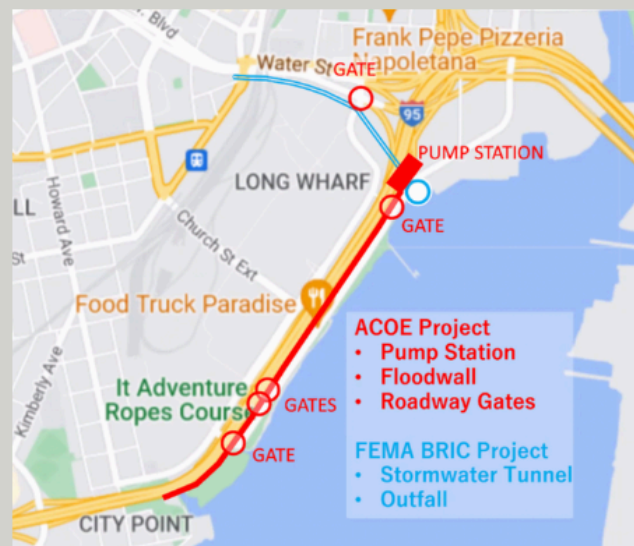 . Blvd
Frank Pepe Pizzeria
Napoletana
Water St
GATE
95
PUMP STATION
LONG WHARF
LL
Howard Ave
St
Church St Ext
GATE
Food Truck Paradise
Kimberly Ave
It Adventure
Ropes Course
GATES
GATE
CITY POINT
ACOE Project
• Pump Station
• Floodwall
• Roadway Gates
FEMA BRIC Project
• Stormwater Tunnel
• Outfall